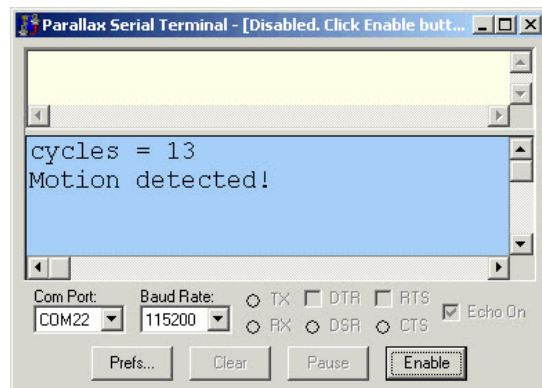 Parallax Serial Terminal - [Disabled. Click Enable butt...
cycles = 13
Motion detected!
Com Port: Baud Rate: TX DTR RTS
COM22 115200 RX DSR CTS Echo On
Prefs... Clear Pause Enable